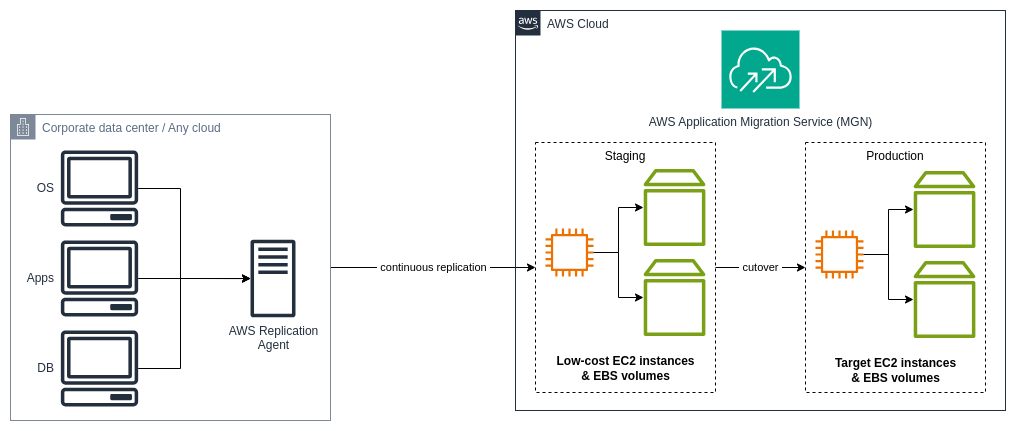 aws
AWS Cloud
AWS Application Migration Service (MGN)
Corporate data center / Any cloud
OS
Apps
DB
AWS Replication
Agent
continuous replication
Staging
Low-cost EC2 instances
& EBS volumes
cutover
Production
Target EC2 instances
& EBS volumes